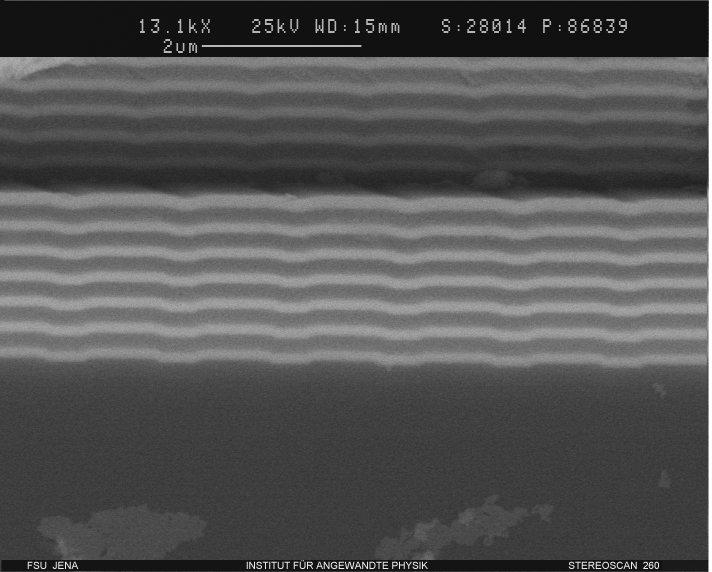 13.1kX 25kV WD:15mm S:28014 P:86839
2um
FSU JENA INSTITUT FÜR ANGEWANDTE PHYSIK STEREOSCAN 260